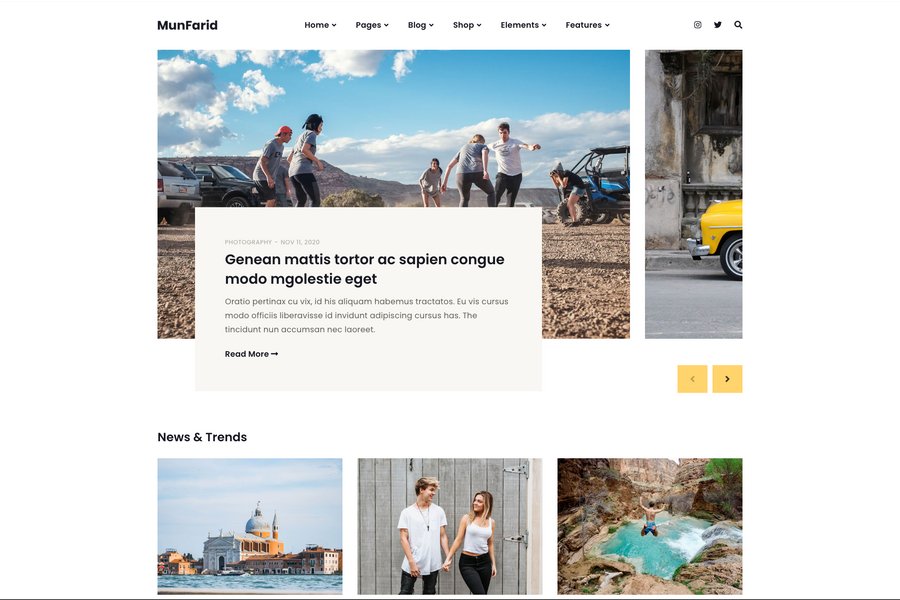 MunFarid
Home
Pages
Blog
Shop
Elements
Features
PHOTOGRAPHY - NOV 11, 2020
Genean mattis tortor ac sapien congue
modo mgolestie eget
Oratio pertinax cu vix, id his aliquam habemus tractatos. Eu vis cursus
modo officiis liberavisse id invidunt adipiscing cursus has. The
tincidunt nun accumsan nec laoreet.
Read More
News & Trends